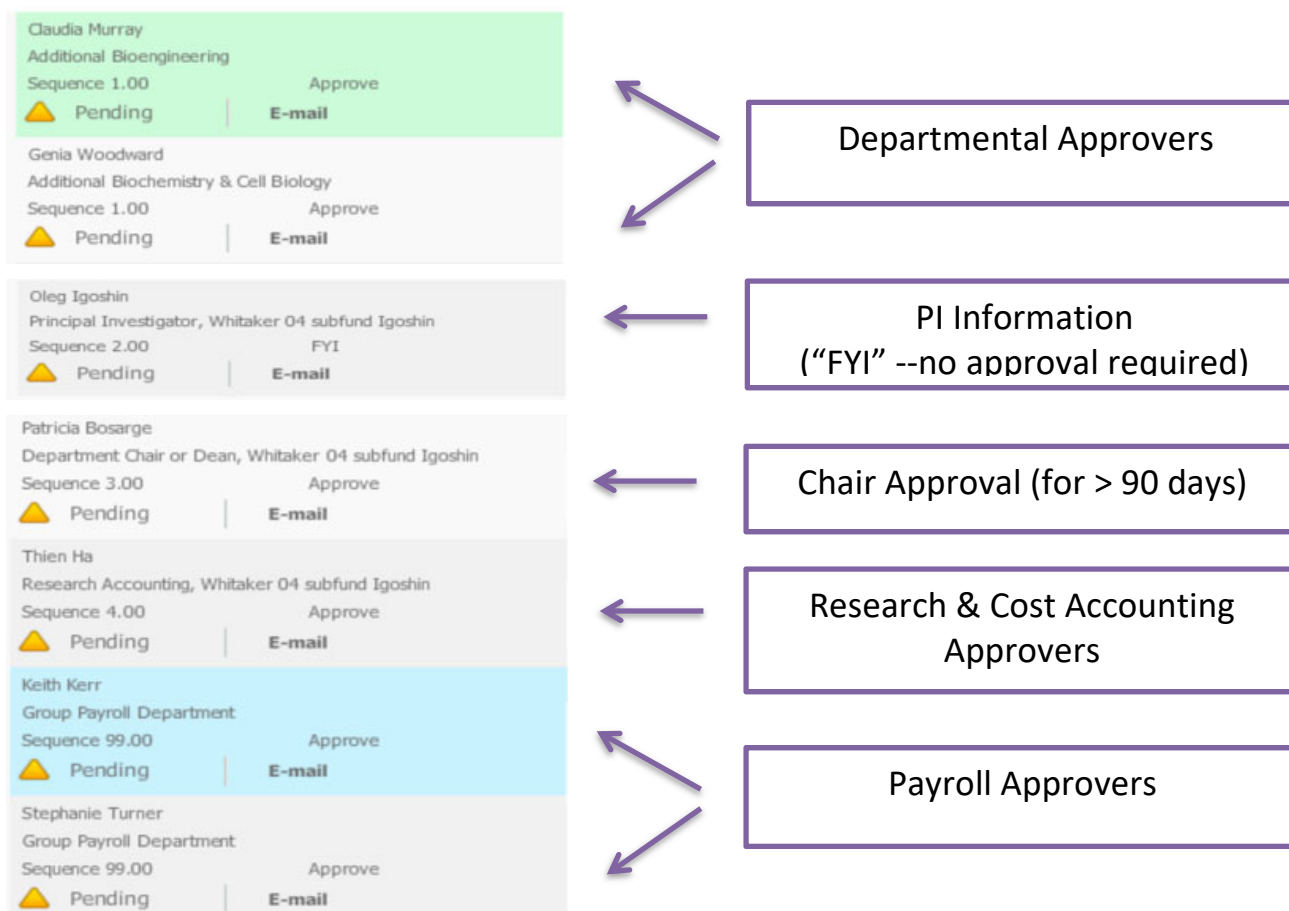 Claudia Murray
Additional Bioengineering
Sequence 1.00 Approve
Pending E-mail
Genia Woodward
Additional Biochemistry & Cell Biology
Sequence 1.00 Approve
Pending E-mail
Departmental Approvers
Oleg Igoshin
Principal Investigator, Whitaker 04 subfund Igoshin
Sequence 2.00 FYI
Pending E-mail
PI Information
(“FYI” --no approval required)
Patricia Bosarge
Department Chair or Dean, Whitaker 04 subfund Igoshin
Sequence 3.00 Approve
Pending E-mail
Chair Approval (for > 90 days)
Thien Ha
Research Accounting, Whitaker 04 subfund Igoshin
Sequence 4.00 Approve
Pending E-mail
Research & Cost Accounting
Approvers
Keith Kerr
Group Payroll Department
Sequence 99.00 Approve
Pending E-mail
Stephanie Turner
Group Payroll Department
Sequence 99.00 Approve
Pending E-mail
Payroll Approvers